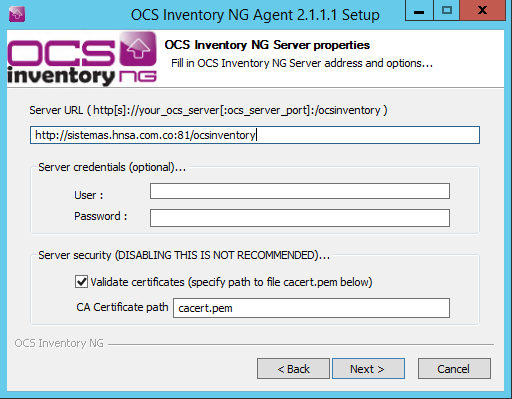 OCS Inventory NG Agent 2.1.1.1 Setup
OCS
inventory NG
OCS Inventory NG Server properties
Fill in OCS Inventory NG Server address and options...
Server URL ( http[s]://your_ocs_server[:ocs_server_port]:/ocsinventory )
http://sistemas.hnsa.com.co:81/ocsinventory
Server credentials (optional)...
User :
Password :
Server security (DISABLING THIS IS NOT RECOMMENDED)...
Validate certificates (specify path to file cacert.pem below)
CA Certificate path cacert.pem
OCS Inventory NG
< Back Next > Cancel